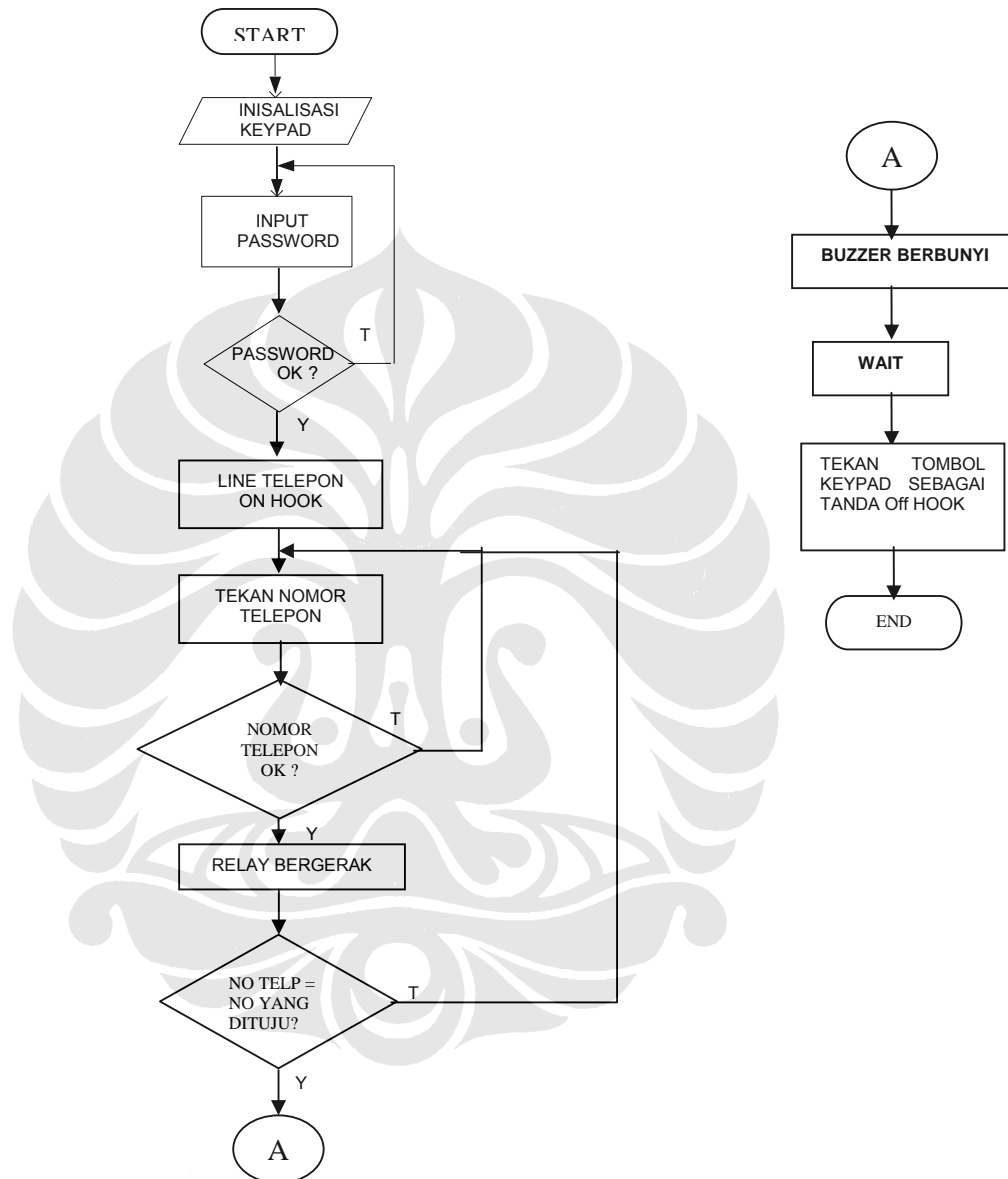 START
INISALISASI
KEYPAD
INPUT
PASSWORD
PASSWORD
OK ?
T
Y
LINE TELEPON
ON HOOK
TEKAN NOMOR
TELEPON
NOMOR
TELEPON
OK ?
T
Y
RELAY BERGERAK
NO TELP =
NO YANG
DITUJU?
T
Y
A
A
BUZZER BERBUNYI
WAIT
TEKAN TOMBOL
KEYPAD SEBAGAI
TANDA Off HOOK
END